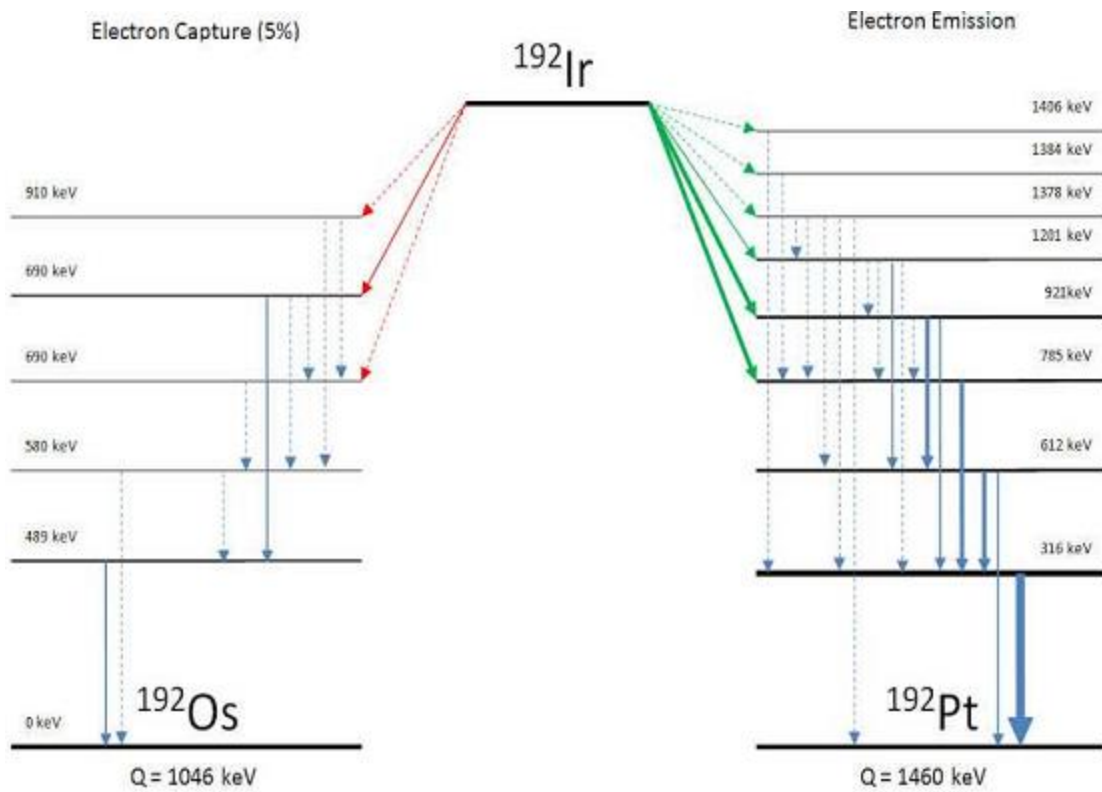 Electron Capture (5%)
Electron Emission
¹⁹²Ir
910 keV
690 keV
690 keV
580 keV
489 keV
0 keV
¹⁹²Os
Q = 1046 keV
1406 keV
1384 keV
1378 keV
1201 keV
921keV
785 keV
612 keV
316 keV
¹⁹²Pt
Q = 1460 keV